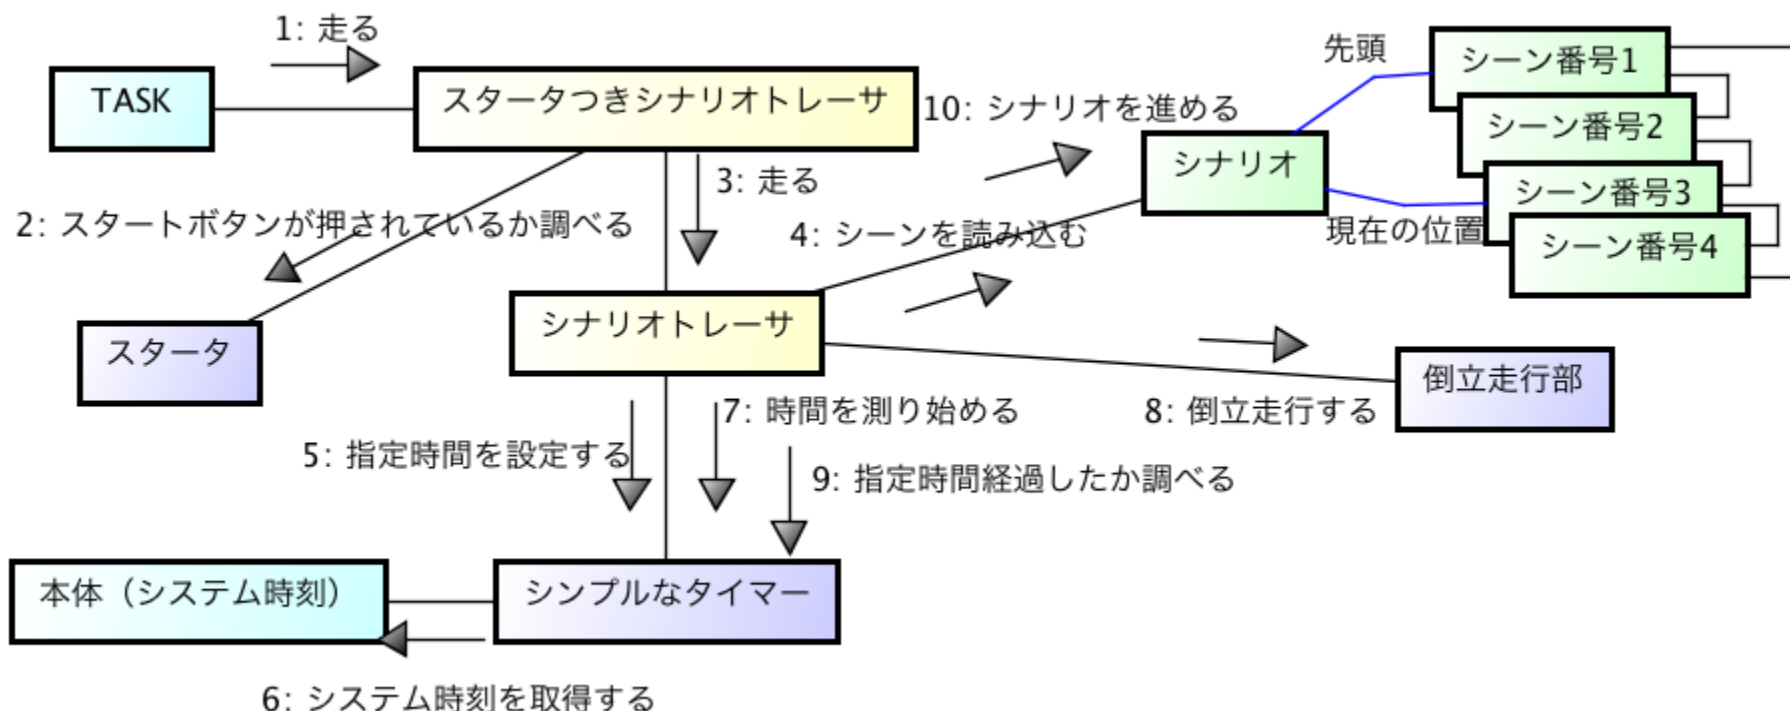 1: 走る
TASK
スタータつきシナリオトレーサ
10: シナリオを進める
先頭
シーン番号1
シーン番号2
シーン番号3
シーン番号4
シナリオ
現在の位置
3: 走る
2: スタートボタンが押されているか調べる
4: シーンを読み込む
スタータ
シナリオトレーサ
倒立走行部
7: 時間を測り始める
8: 倒立走行する
5: 指定時間を設定する
9: 指定時間経過したか調べる
本体（システム時刻）
シンプルなタイマー
6: システム時刻を取得する